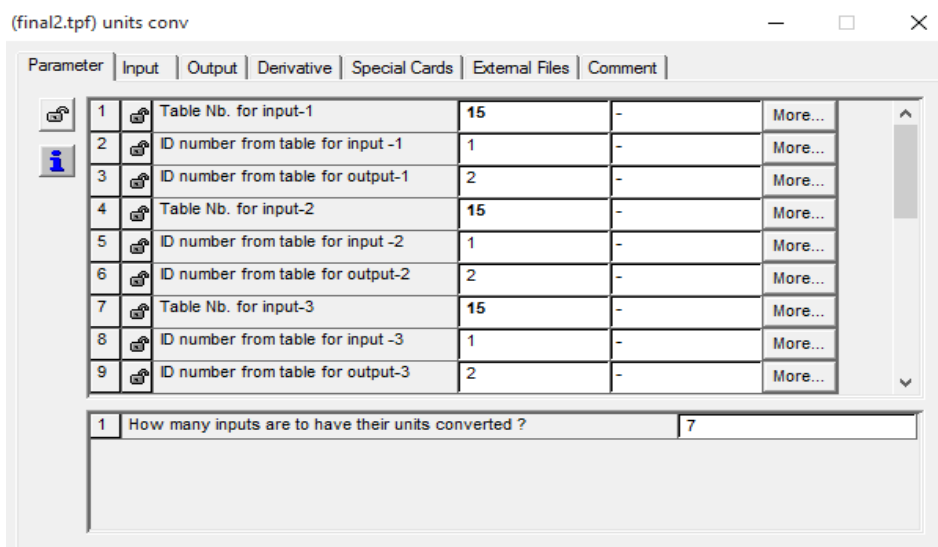 (final2.tpf) units conv
Parameter Input Output Derivative Special Cards External Files Comment
1 Table Nb. for input-1 15 - More...
2 ID number from table for input -1 1 - More...
3 ID number from table for output-1 2 - More...
4 Table Nb. for input-2 15 - More...
5 ID number from table for input -2 1 - More...
6 ID number from table for output-2 2 - More...
7 Table Nb. for input-3 15 - More...
8 ID number from table for input -3 1 - More...
9 ID number from table for output-3 2 - More...
1 How many inputs are to have their units converted ? 7